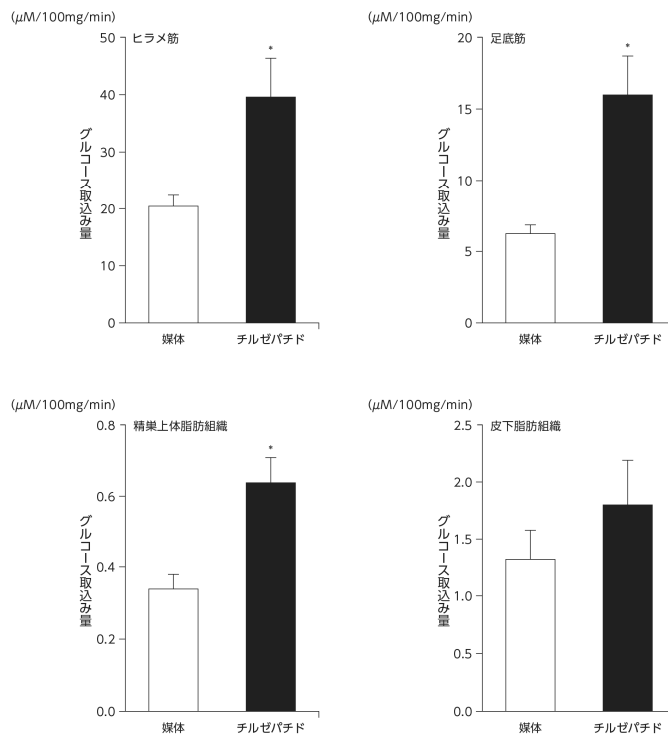 (μM/100mg/min)
ヒラメ筋
グルコース取込み量
50
40
30
20
10
0
*
媒体
チルゼパチド
(μM/100mg/min)
足底筋
グルコース取込み量
20
15
10
5
0
*
媒体
チルゼパチド
(μM/100mg/min)
精巣上体脂肪組織
グルコース取込み量
0.8
0.6
0.4
0.2
0.0
*
媒体
チルゼパチド
(μM/100mg/min)
皮下脂肪組織
グルコース取込み量
2.5
2.0
1.5
1.0
0.5
0.0
媒体
チルゼパチド